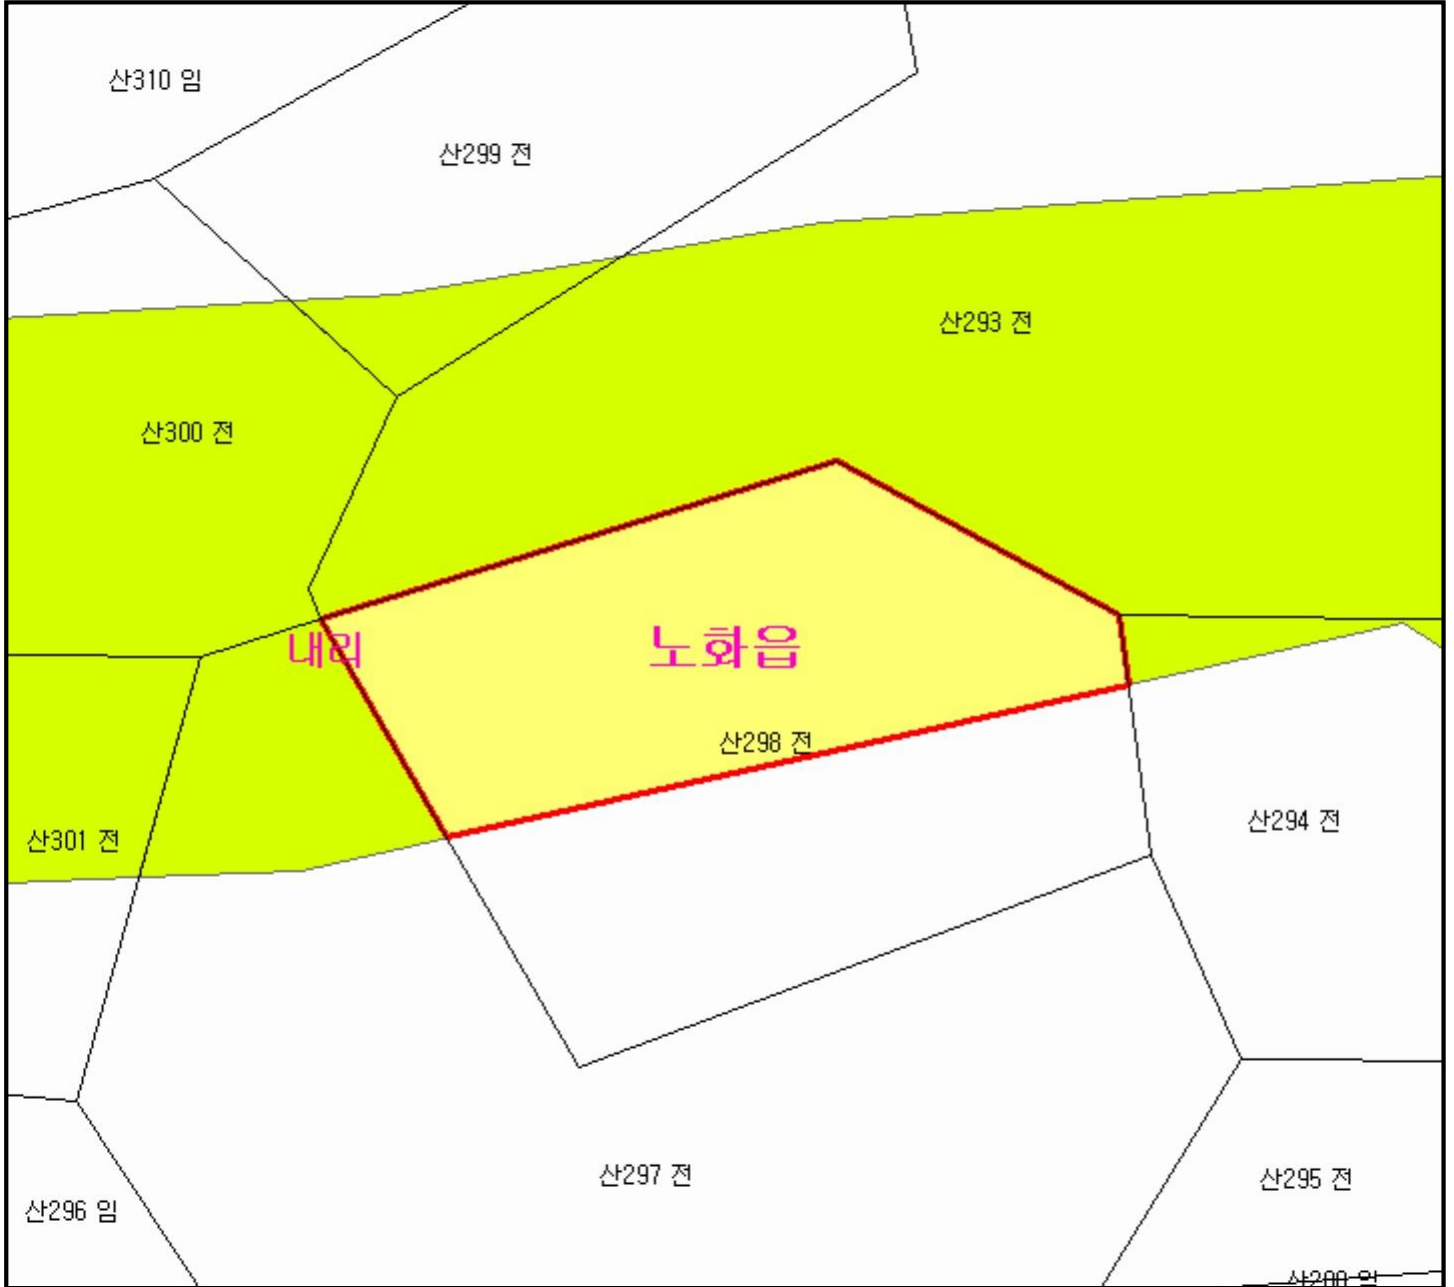 산310 임
산299 전
산293 전
산300 전
내리
노화읍
산298 전
산294 전
산301 전
산297 전
산295 전
산296 임